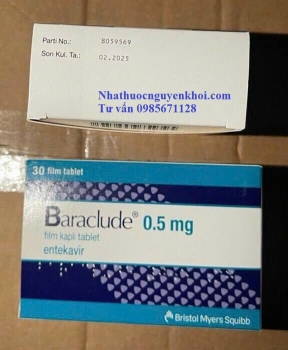 Parti No.: 8059569
Son Kul. Ta.: 02.2025
Nhathuocnguyenkhoi.com
Tư vấn 0985671128
30 film tablet
Baraclude® 0.5 mg
film kaplı tablet
entekavir
Bristol Myers Squibb